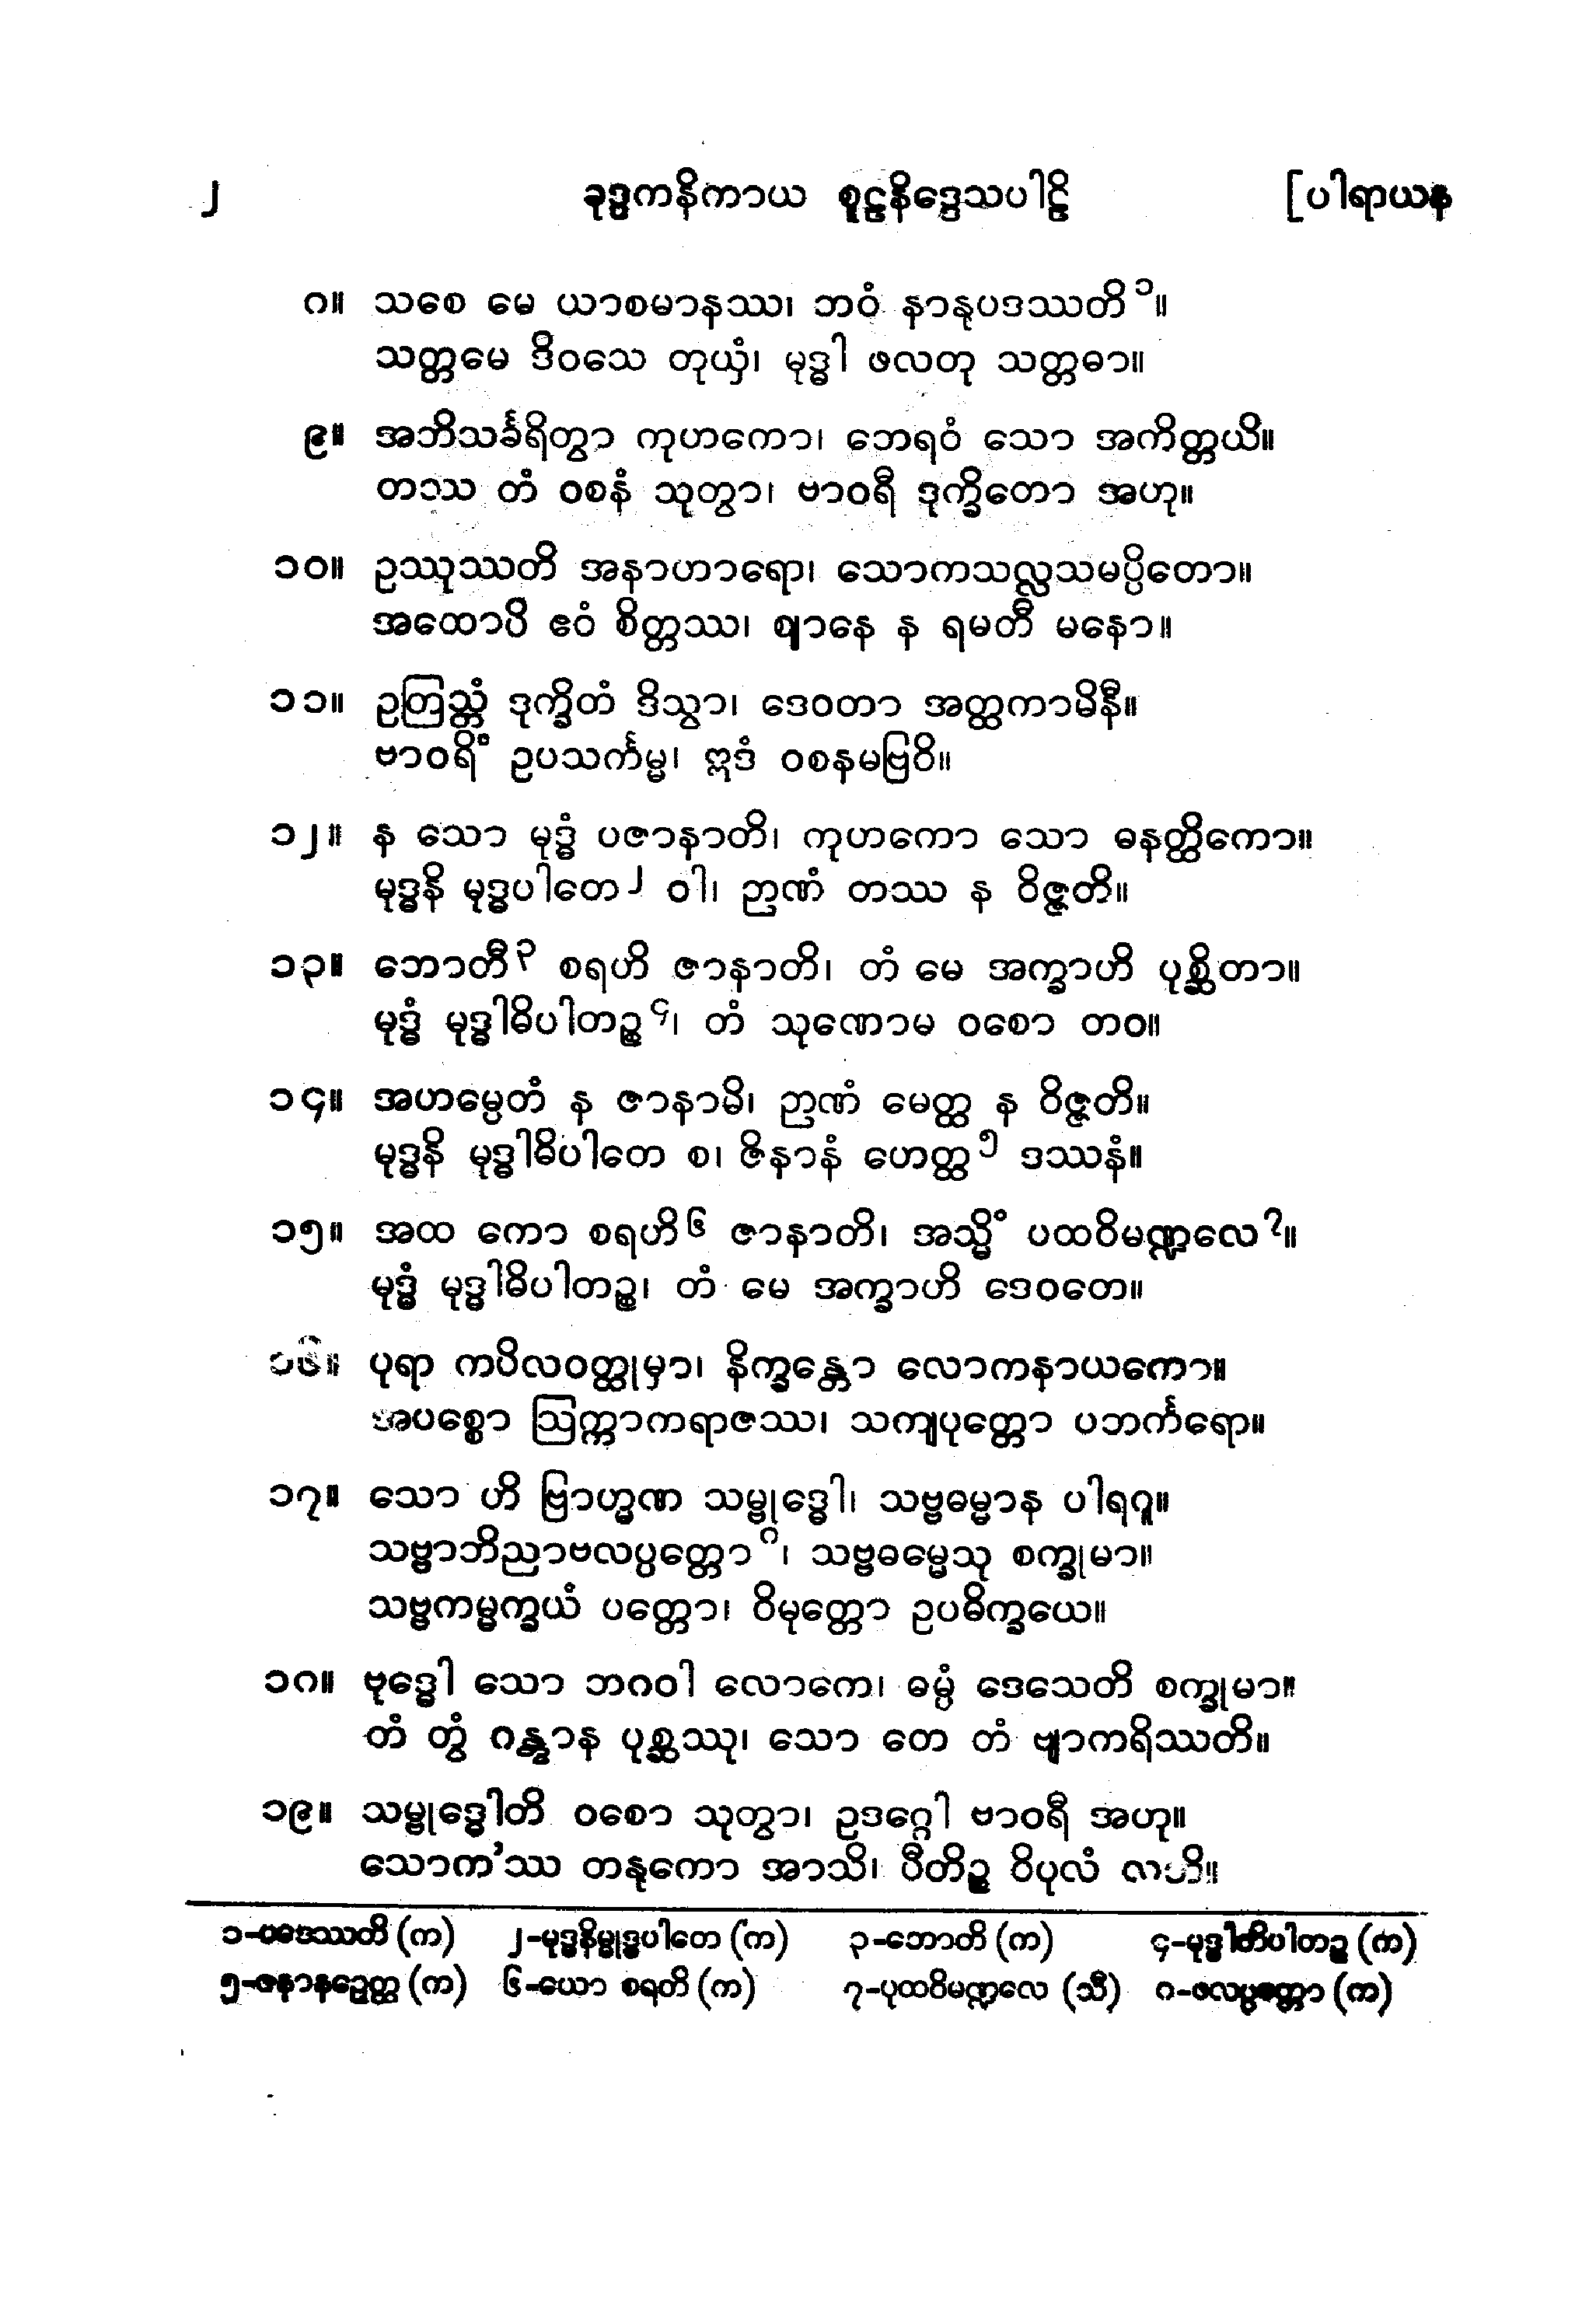 ၂ ခုဒ္ဒကနိကာယ စူဠနိဒ္ဒေသပါဠိ [ပါရာယန
၈။ သစေ မေ ယာစမာနဿ၊ ဘဝံ နာနုပဒဿတိ ၁။
သတ္တမေ ဒိဝသေ တုယှံ၊ မုဒ္ဓါ ဖလတု သတ္တဓာ။
၉။ အဘိသင်္ခရိတွာ ကုဟကော၊ ဘေရဝံ သော အကိတ္တယိ။
တဿ တံ ဝစနံ သုတွာ၊ ဗာဝရီ ဒုက္ခိတော အဟု။
၁၀။ ဥဿုဿတိ အနာဟာရော၊ သောကသလ္လသမပ္ပိတော။
အထောပိ ဧဝံ စိတ္တဿ၊ ဈာနေ န ရမတီ မနော။
၁၁။ ဥတြသ္တံ ဒုက္ခိတံ ဒိသွာ၊ ဒေဝတာ အတ္ထကာမိနီ။
ဗာဝရိံ ဥပသင်္ကမ္မ၊ ဣဒံ ဝစနမဗြဝိ။
၁၂။ န သော မုဒ္ဓံ ပဇာနာတိ၊ ကုဟကော သော ဓနတ္ထိကော။
မုဒ္ဓနိ မုဒ္ဓပါတေ ၂ ဝါ၊ ဉာဏံ တဿ န ဝိဇ္ဇတိ။
၁၃။ ဘောတီ ၃ စရဟိ ဇာနာတိ၊ တံ မေ အက္ခာဟိ ပုစ္ဆိတာ။
မုဒ္ဓံ မုဒ္ဓါဓိပါတဉ္စ ၄၊ တံ သုဏောမ ဝစော တဝ။
၁၄။ အဟမ္ပေတံ န ဇာနာမိ၊ ဉာဏံ မေတ္ထ န ဝိဇ္ဇတိ။
မုဒ္ဓနိ မုဒ္ဓါဓိပါတေ စ၊ ဇိနာနံ ဟေတ္ထ ၅ ဒဿနံ။
၁၅။ အထ ကော စရဟိ ၆ ဇာနာတိ၊ အသ္မိံ ပထဝိမဏ္ဍလေ ၇။
မုဒ္ဓံ မုဒ္ဓါဓိပါတဉ္စ၊ တံ မေ အက္ခာဟိ ဒေဝတေ။
၁၆။ ပုရာ ကပိလဝတ္ထုမှာ၊ နိက္ခန္တော လောကနာယကော။
အပစ္စော ဩက္ကာကရာဇဿ၊ သကျပုတ္တော ပဘင်္ကရော။
၁၇။ သော ဟိ ဗြာဟ္မဏ သမ္ဗုဒ္ဓေါ၊ သဗ္ဗဓမ္မာန ပါရဂူ။
သဗ္ဗာဘိညာဗလပ္ပတ္တော ၈၊ သဗ္ဗဓမ္မေသု စက္ခုမာ။
သဗ္ဗကမ္မက္ခယံ ပတ္တော၊ ဝိမုတ္တော ဥပဓိက္ခယေ။
၁၈။ ဗုဒ္ဓေါ သော ဘဂဝါ လောကေ၊ ဓမ္မံ ဒေသေတိ စက္ခုမာ။
တံ တွံ ဂန္တွာန ပုစ္ဆဿု၊ သော တေ တံ ဗျာကရိဿတိ။
၁၉။ သမ္ဗုဒ္ဓေါတိ ဝစော သုတွာ၊ ဥဒဂ္ဂေါ ဗာဝရီ အဟု။
သောက'ဿ တနုကော အာသိ၊ ပီတိဉ္စ ဝိပုလံ လဘိ။
၁- (က) ၂-မုဒ္ဓနိမ္မုဒ္ဓပါတေ (က) ၃-ဘောတိ (က) ၄-မုဒ္ဓါတိပါတဉ္စ (က)
၅-ဇနာနဉ္စေတ္ထ (က) ၆-ယော စရတိ (က) ၇-ပုထဝိမဏ္ဍလေ (သီ) ၈-ဖလပ္ပတ္တော (က)